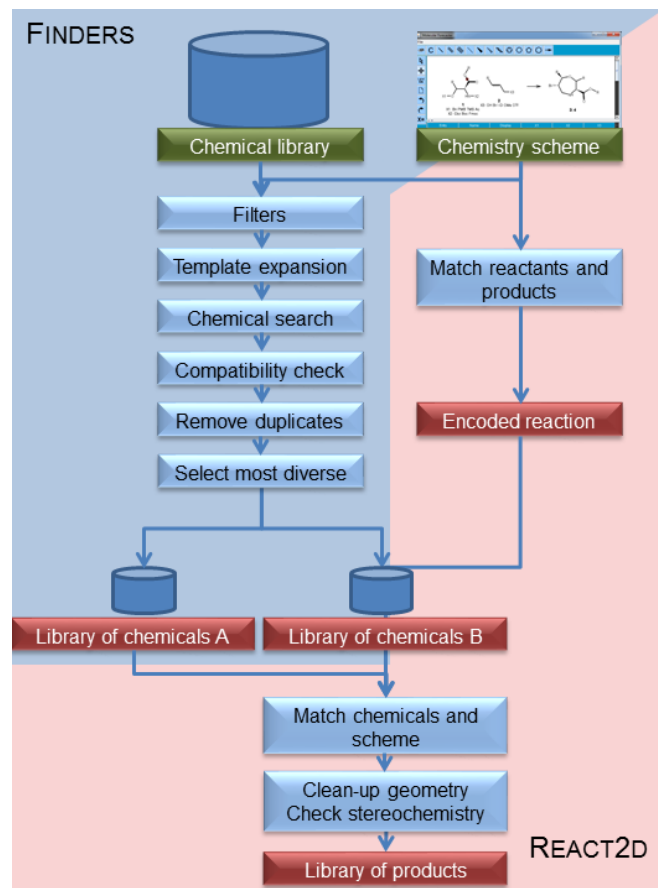 FINDERS
Chemical library
Chemistry scheme
Filters
Template expansion
Chemical search
Compatibility check
Remove duplicates
Select most diverse
Match reactants and
products
Encoded reaction
Library of chemicals A
Library of chemicals B
Match chemicals and
scheme
Clean-up geometry
Check stereochemistry
Library of products
REACT2D